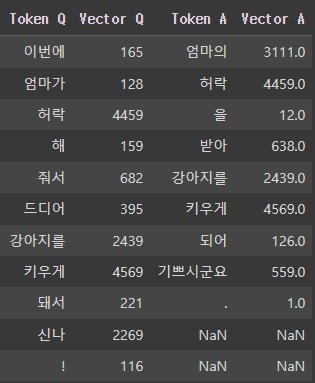 Token Q Vector Q Token A Vector A
이번에 165 엄마의 3111.0
엄마가 128 허락 4459.0
허락 4459 을 12.0
해 159 받아 638.0
줘서 682 강아지를 2439.0
드디어 395 키우게 4569.0
강아지를 2439 되어 126.0
키우게 4569 기쁘시군요 559.0
돼서 221 . 1.0
신나 2269 NaN NaN
! 116 NaN NaN